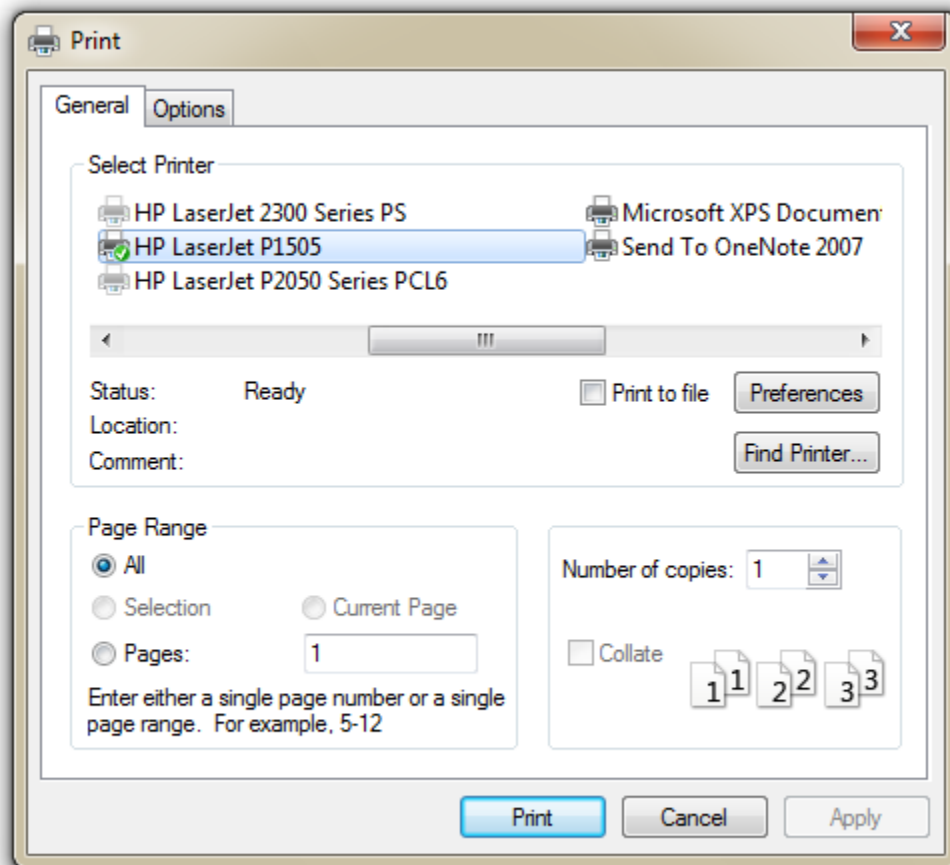 Print
General Options
Select Printer
HP LaserJet 2300 Series PS Microsoft XPS Documen
HP LaserJet P1505 Send To OneNote 2007
HP LaserJet P2050 Series PCL6
Status: Ready Print to file Preferences
Location:
Comment: Find Printer...
Page Range
All
Number of copies: 1
Selection Current Page
Pages: 1
Collate
1 1 2 2 3 3
Enter either a single page number or a single
page range. For example, 5-12
Print Cancel Apply